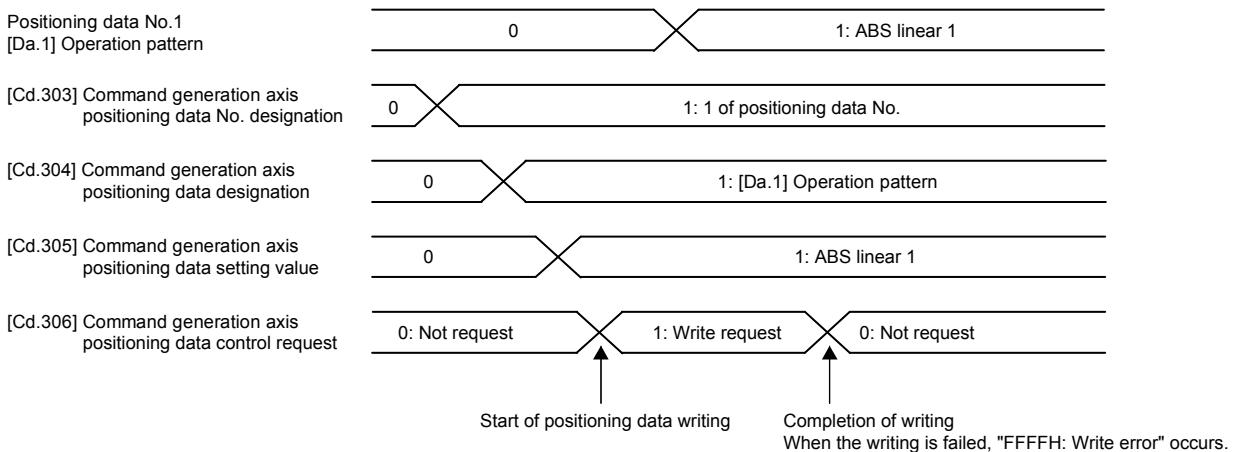 Positioning data No.1
[Da.1] Operation pattern
0
1: ABS linear 1
[Cd.303] Command generation axis
positioning data No. designation
0
1: 1 of positioning data No.
[Cd.304] Command generation axis
positioning data designation
0
1: [Da.1] Operation pattern
[Cd.305] Command generation axis
positioning data setting value
0
1: ABS linear 1
[Cd.306] Command generation axis
positioning data control request
0: Not request
1: Write request
0: Not request
Start of positioning data writing
Completion of writing
When the writing is failed, "FFFFH: Write error" occurs.